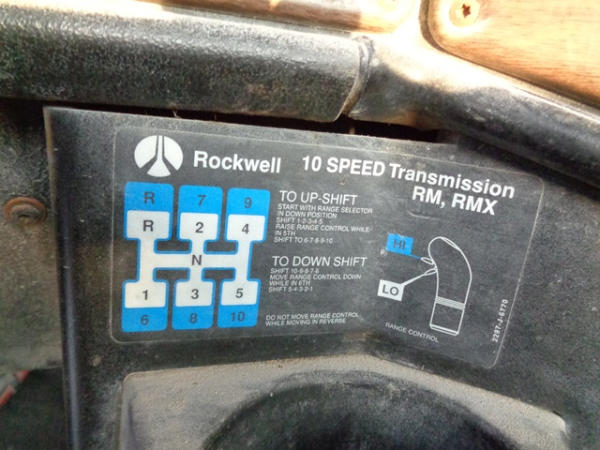 Rockwell 10 SPEED Transmission
RM, RMX
R 7 9
R 2 4
N
1 3 5
6 8 10
TO UP-SHIFT
START WITH RANGE SELECTOR
IN DOWN POSITION
SHIFT 1-2-3-4-5
RAISE RANGE CONTROL WHILE
IN 5TH
SHIFT TO 6-7-8-9-10
TO DOWN SHIFT
SHIFT 10-9-8-7-6
MOVE RANGE CONTROL DOWN
WHILE IN 6TH
SHIFT 5-4-3-2-1
DO NOT MOVE RANGE CONTROL
WHILE MOVING IN REVERSE
HI
LO
RANGE CONTROL
2297-J-6770